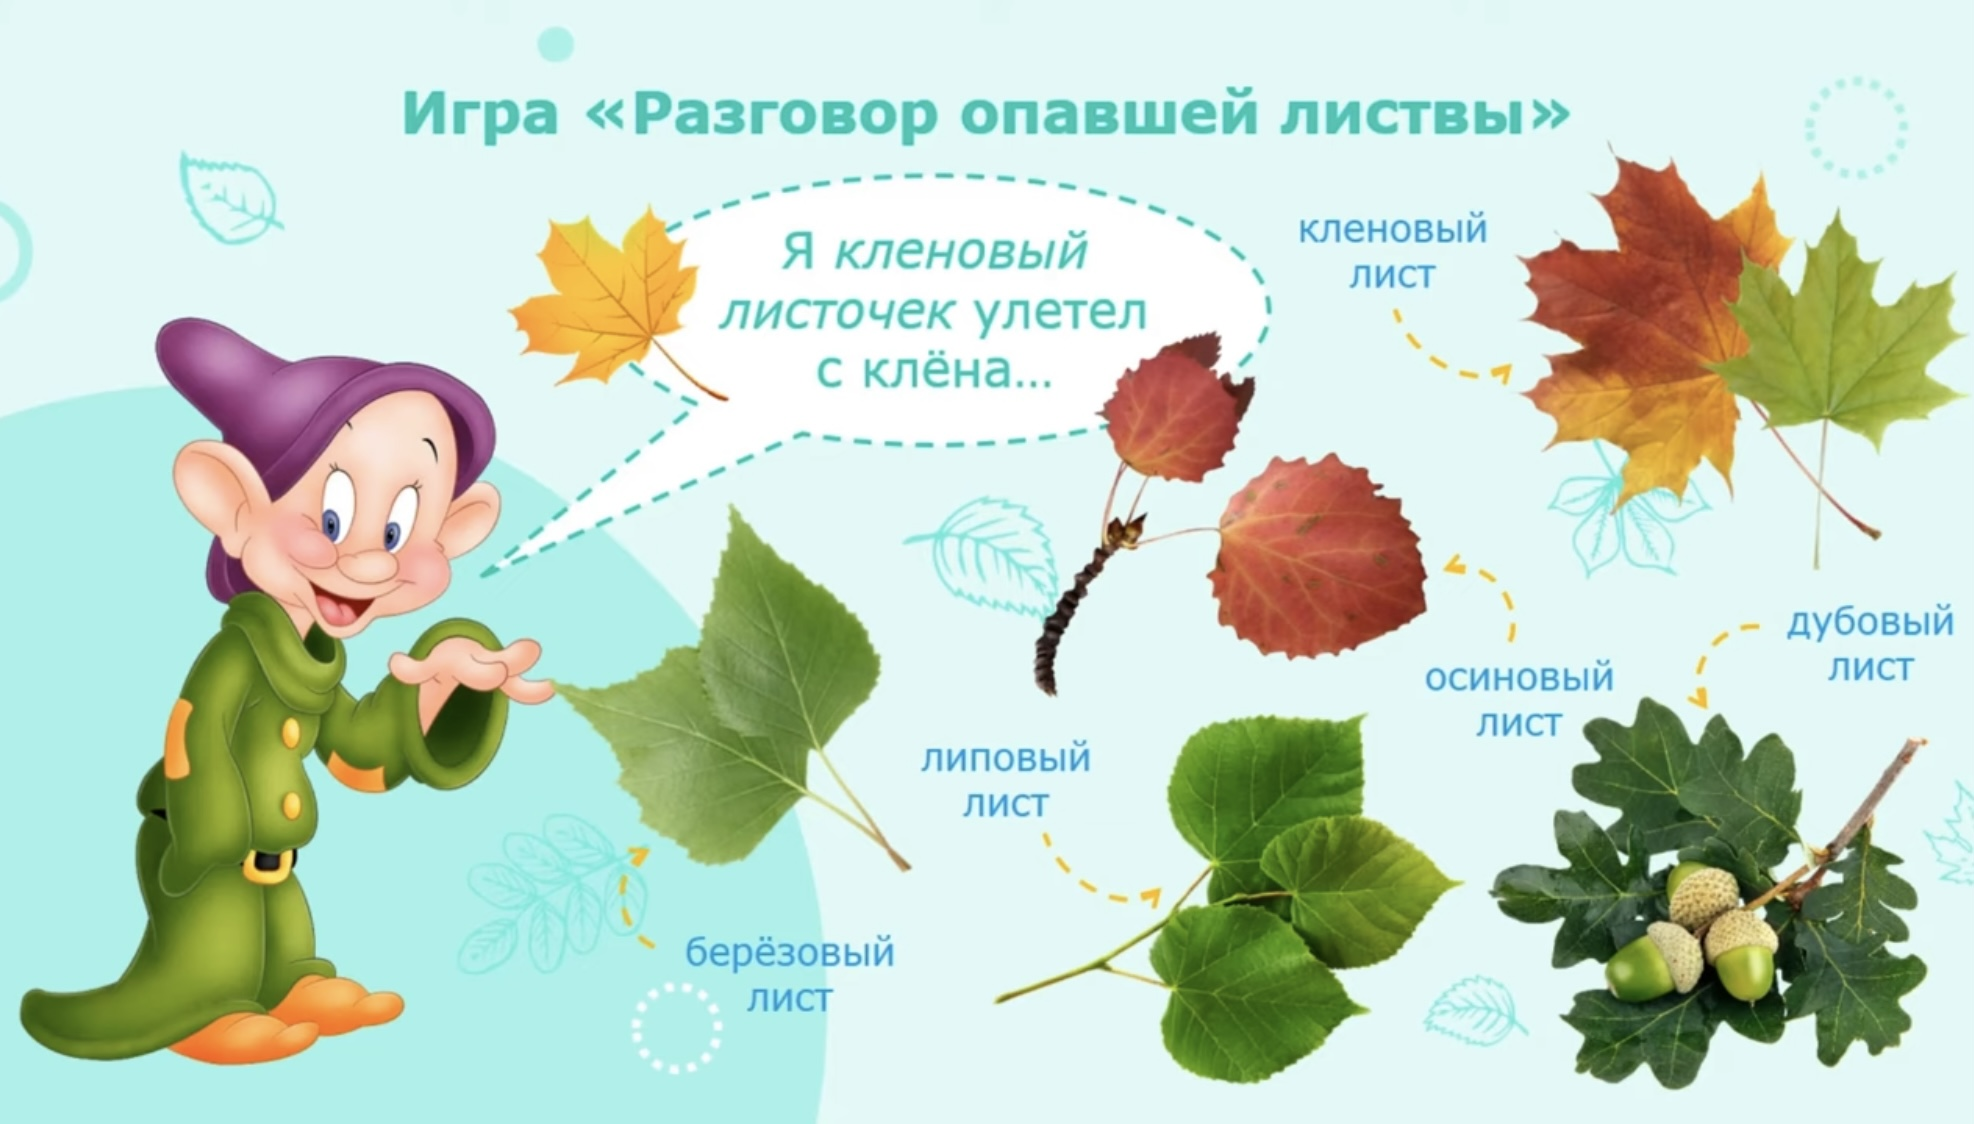 Игра «Разговор опавшей листвы»
Я кленовый
листочек улетел
с клёна...
кленовый
лист
дубовый
лист
осиновый
лист
липовый
лист
берёзовый
лист